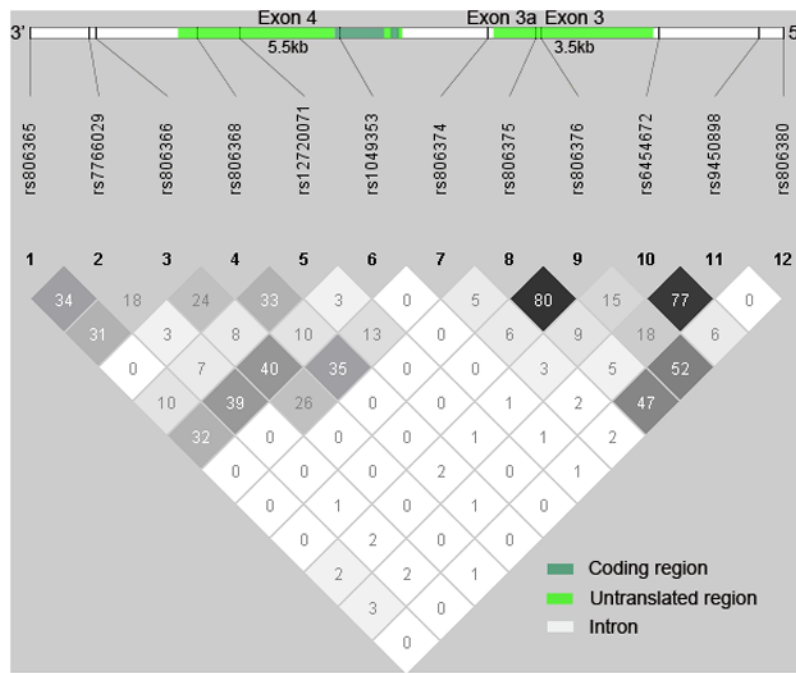 Exon 4 Exon 3a Exon 3
3' 5'
5.5kb 3.5kb
rs806365
rs7766029
rs806366
rs806368
rs12720071
rs1049353
rs806374
rs806375
rs806376
rs6454672
rs9450898
rs806380
1 2 3 4 5 6 7 8 9 10 11 12
34 18 24 33 3 0 5 80 15 77 0
31 3 8 10 13 0 6 9 18 6
0 7 40 35 0 0 3 5 52
10 39 26 0 0 1 2 47
32 0 0 0 1 1 2
0 0 0 2 0 1
0 1 0 1 0
0 2 0 0
2 2 1
3 0
0
Coding region
Untranslated region
Intron